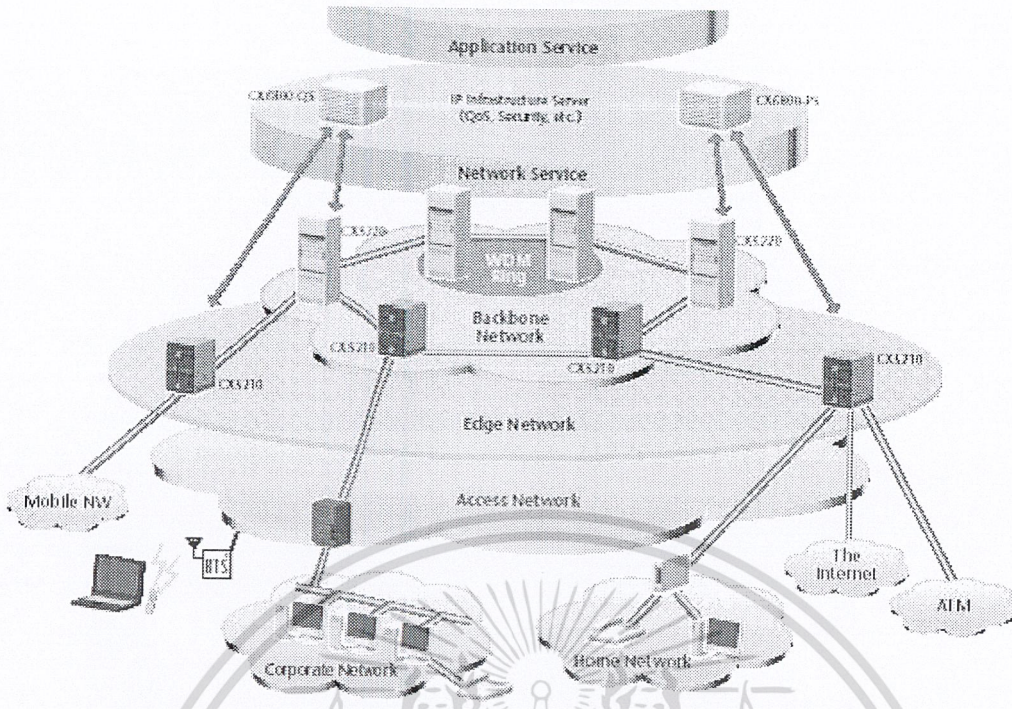 Application Service
CX6800-QS
IP Infrastructure Server
(QoS, Security, etc.)
CX6800-PS
Network Service
CX5220
CX5220
WDM
Ring
Backbone
Network
CX5210
CX5210
CX5210
CX5210
Edge Network
Access Network
Mobile NW
BTS
The
Internet
ATM
Corporate Network
Home Network